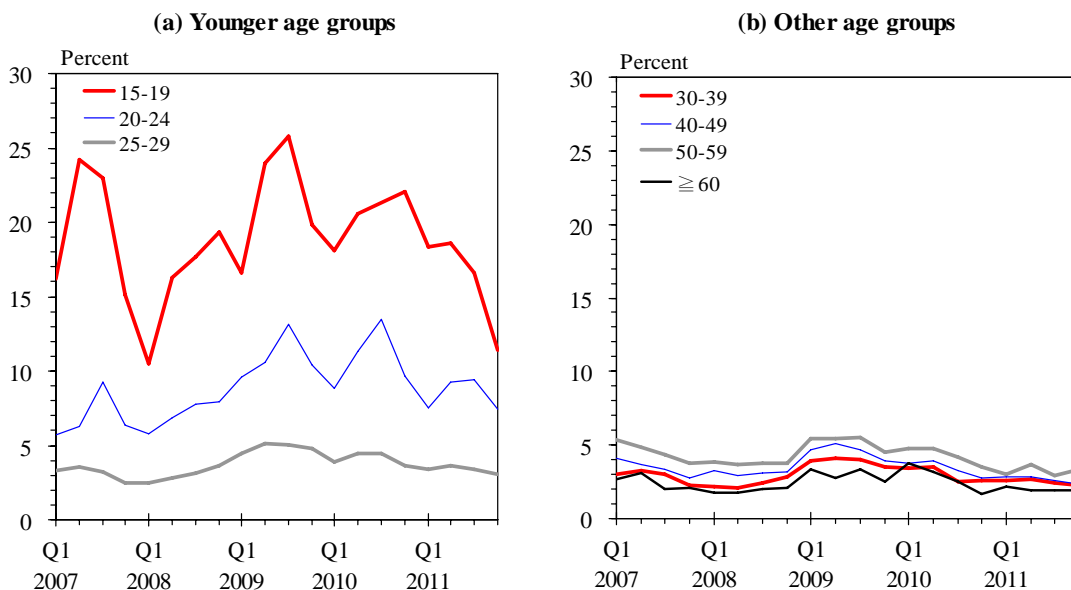 (a) Younger age groups
Percent
30
25
20
15
10
5
0
15-19
20-24
25-29
Q1 Q1 Q1 Q1 Q1
2007 2008 2009 2010 2011
(b) Other age groups
Percent
30
25
20
15
10
5
0
30-39
40-49
50-59
≧60
Q1 Q1 Q1 Q1 Q1
2007 2008 2009 2010 2011